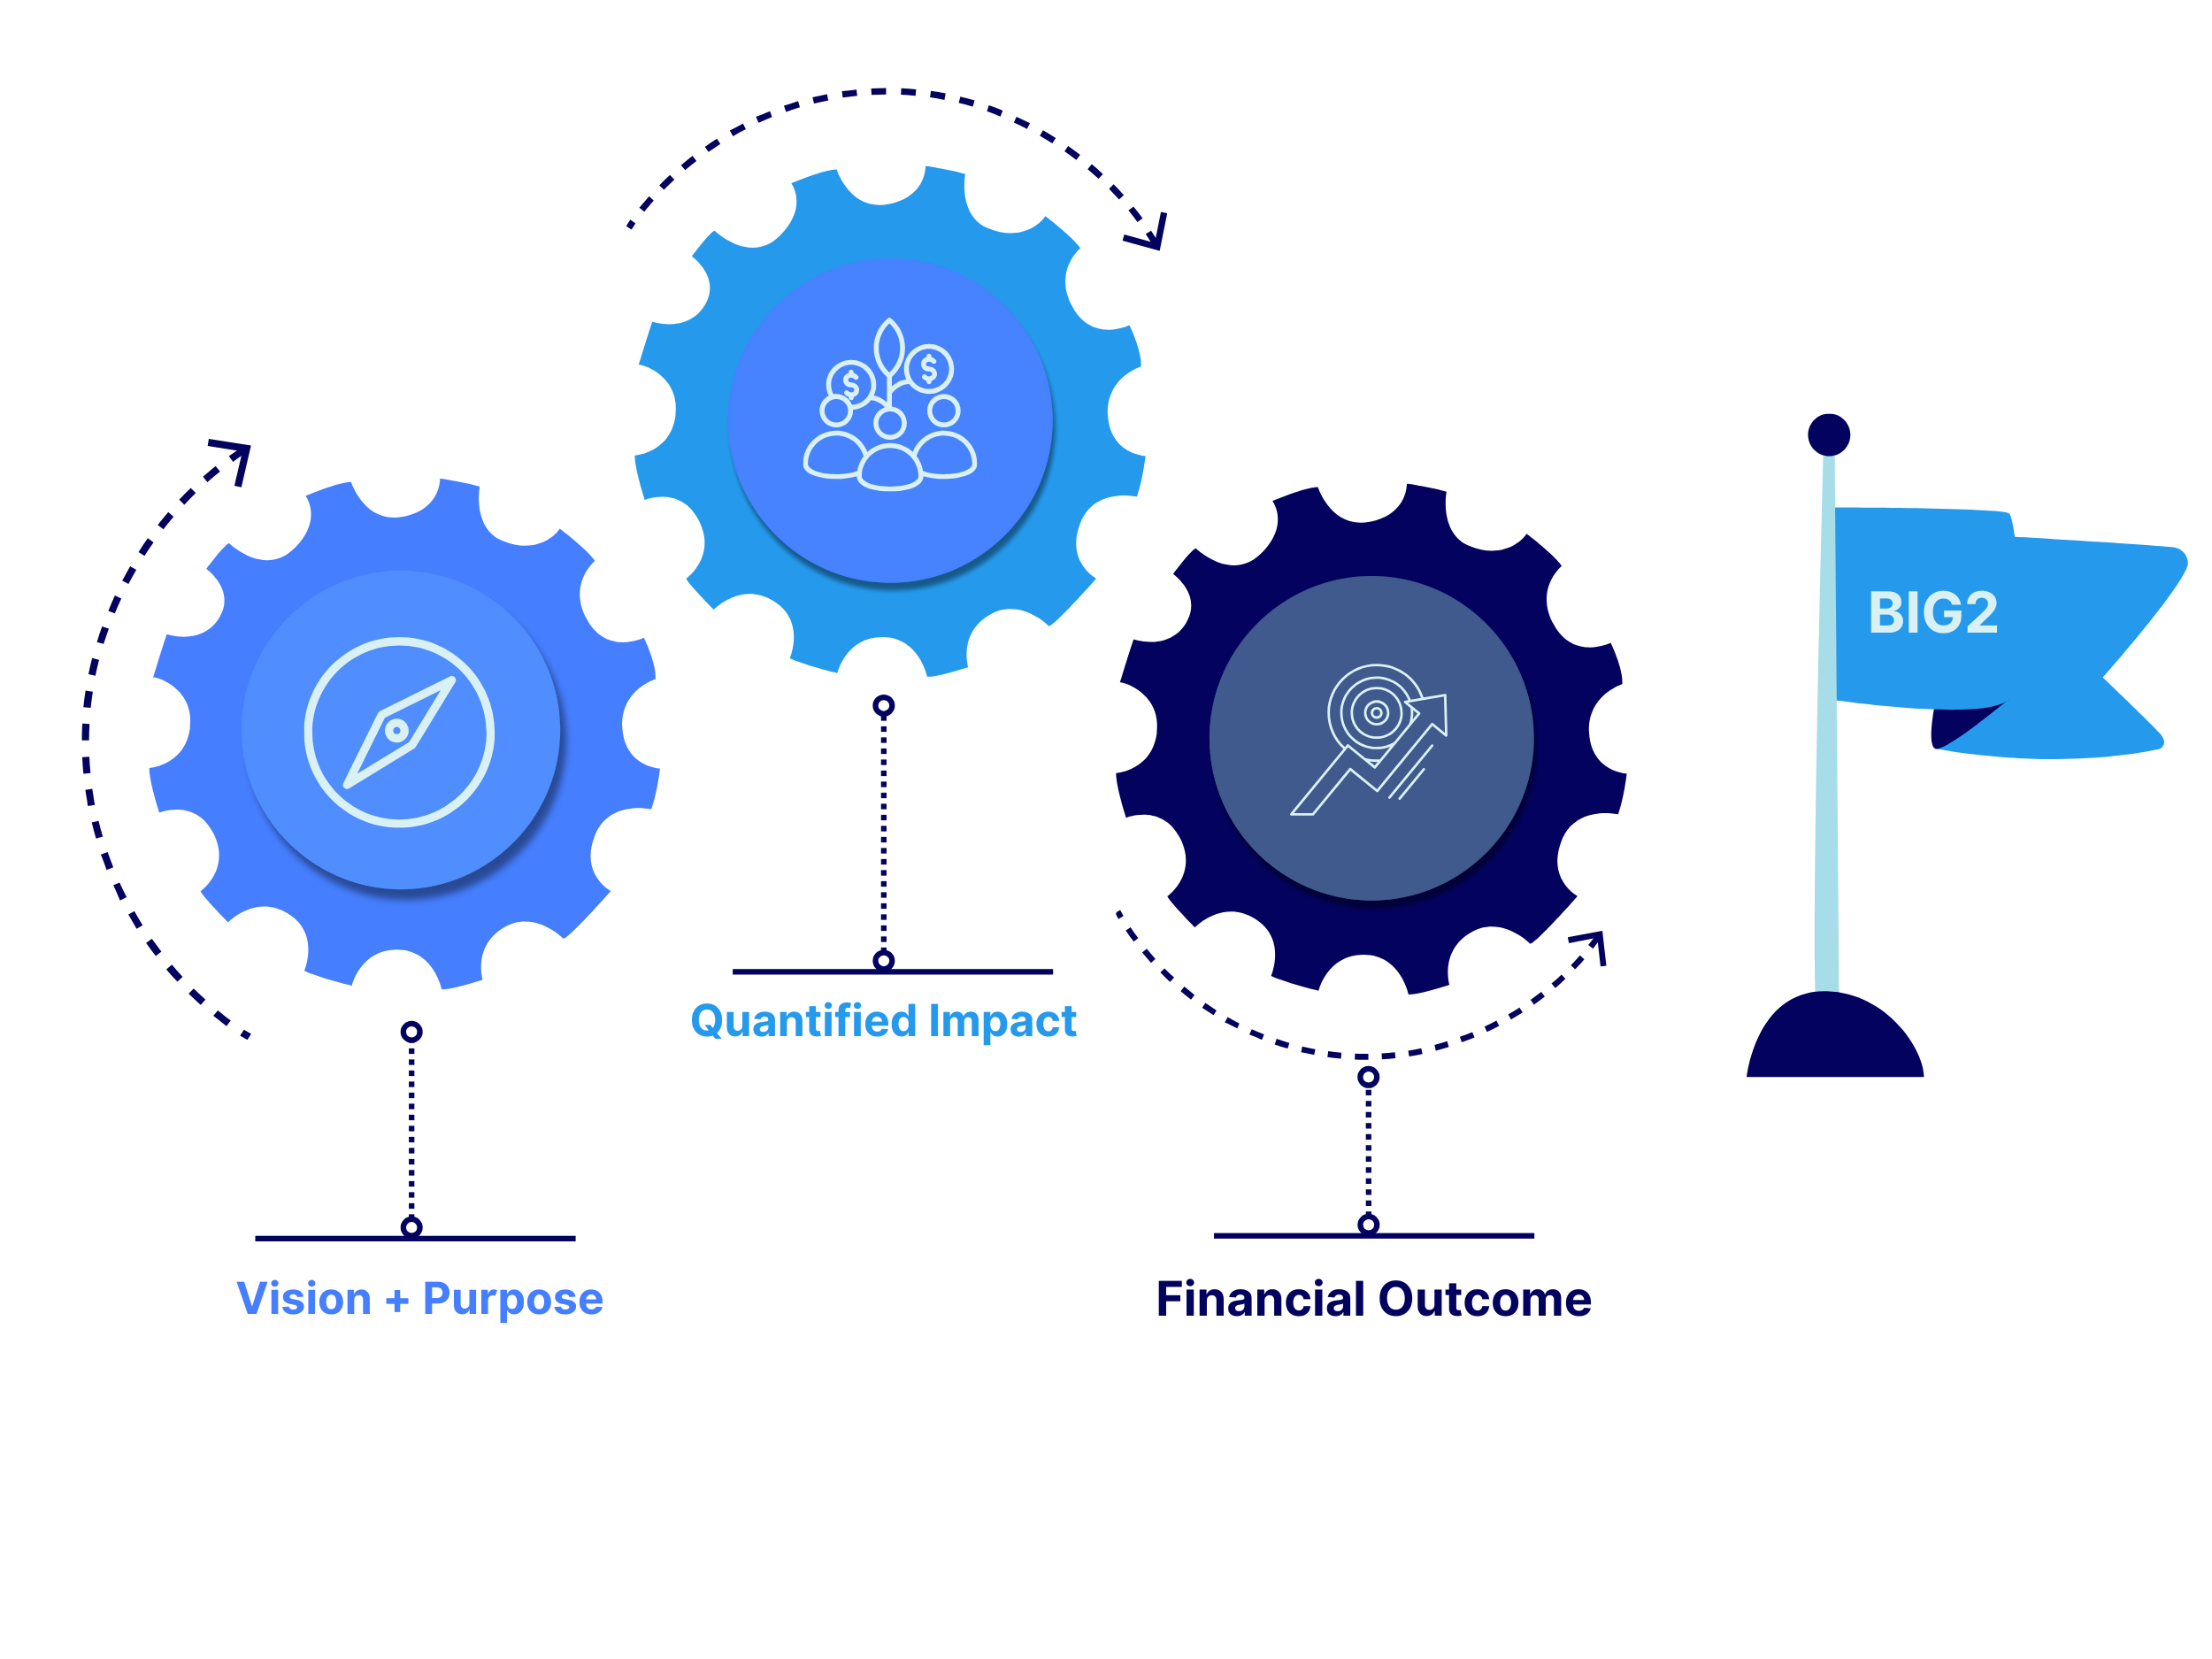 BIG2
Quantified Impact
Vision + Purpose
Financial Outcome